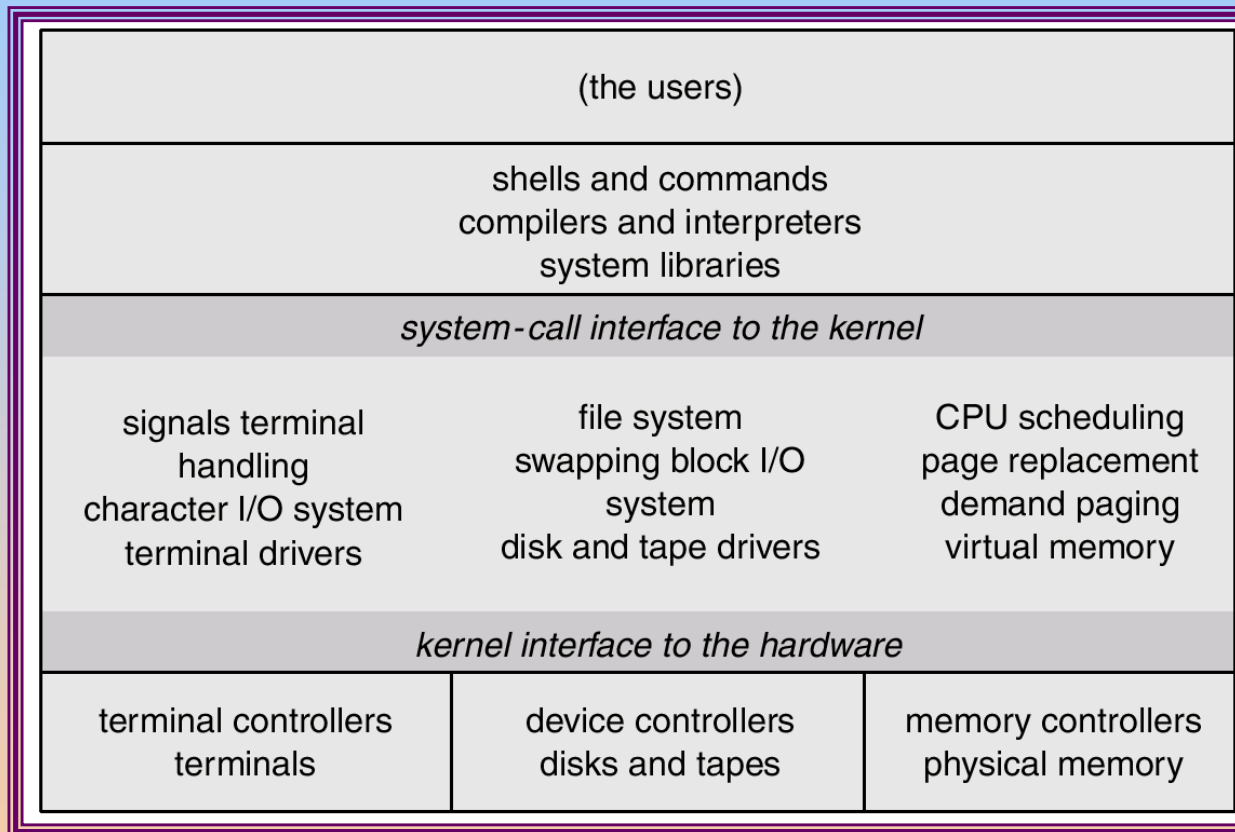 (the users)
shells and commands
compilers and interpreters
system libraries
system-call interface to the kernel
signals terminal
handling
character I/O system
terminal drivers
file system
swapping block I/O
system
disk and tape drivers
CPU scheduling
page replacement
demand paging
virtual memory
kernel interface to the hardware
terminal controllers
terminals
device controllers
disks and tapes
memory controllers
physical memory